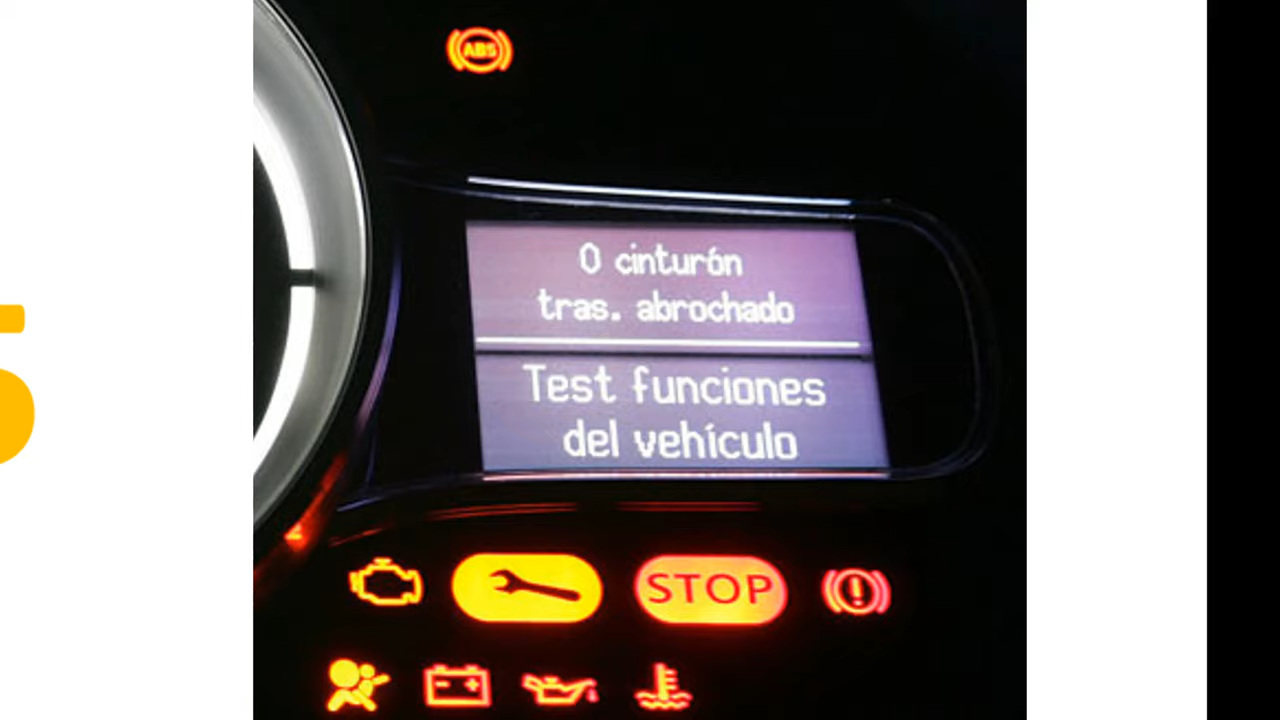 ABS
0 cinturón
tras. abrochado
Test funciones
del vehículo
STOP